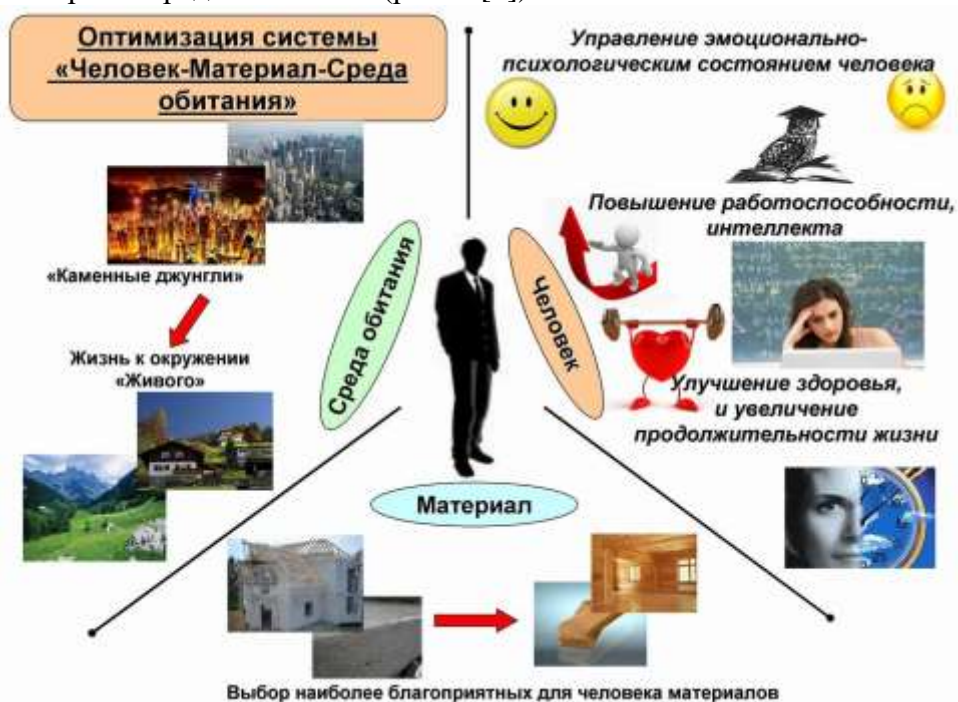 Оптимизация системы
«Человек-Материал-Среда
обитания»
Управление эмоционально-
психологическим состоянием человека
Повышение работоспособности,
интеллекта
«Каменные джунгли»
Среда обитания
Человек
Жизнь к окружении
«Живого»
Улучшение здоровья,
и увеличение
продолжительности жизни
Материал
Выбор наиболее благоприятных для человека материалов